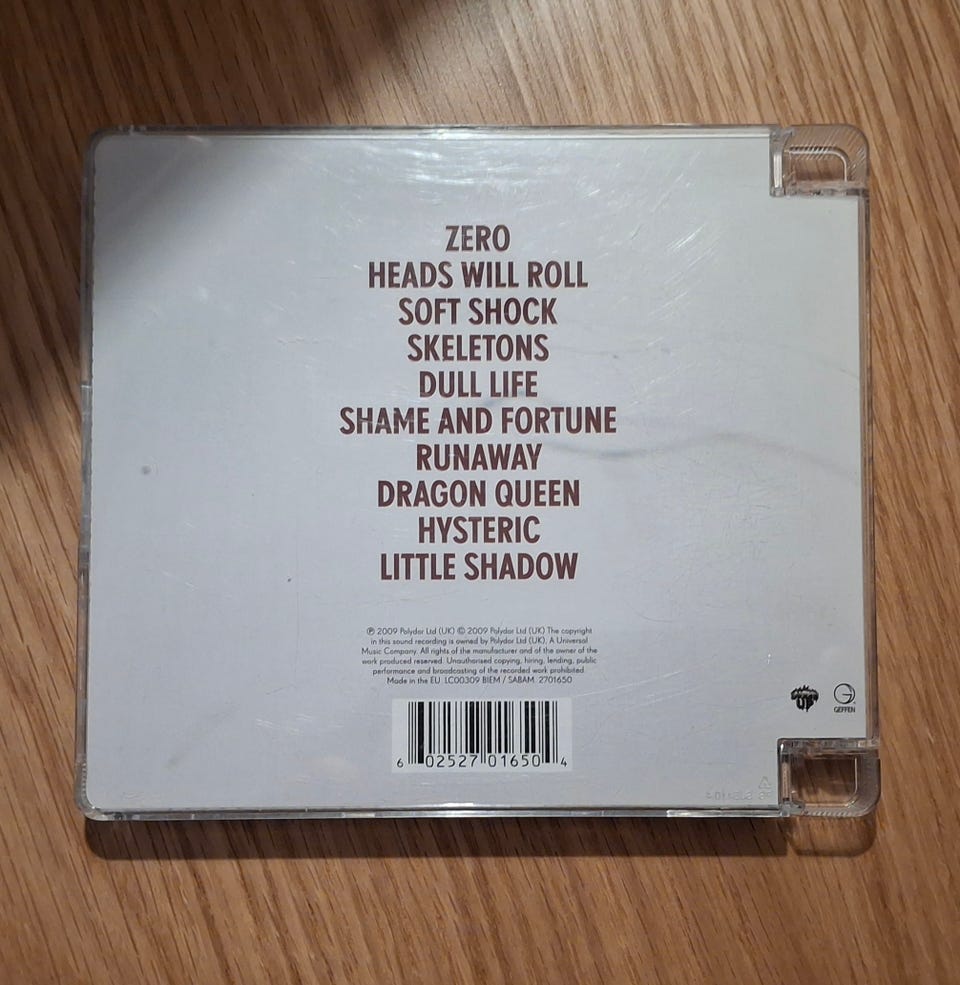 ZERO
HEADS WILL ROLL
SOFT SHOCK
SKELETONS
DULL LIFE
SHAME AND FORTUNE
RUNAWAY
DRAGON QUEEN
HYSTERIC
LITTLE SHADOW
℗ 2009 Polydor Ltd (UK) © 2009 Polydor Ltd (UK) The copyright
in this sound recording is owned by Polydor Ltd (UK), A Universal
Music Company. All rights of the manufacturer and of the owner of the
work produced reserved. Unauthorised copying, hiring, lending, public
performance and broadcasting of the recorded work prohibited.
Made in the EU. LC00309 BIEM / SABAM. 2701650
GEFFEN
6 02527 01650 4